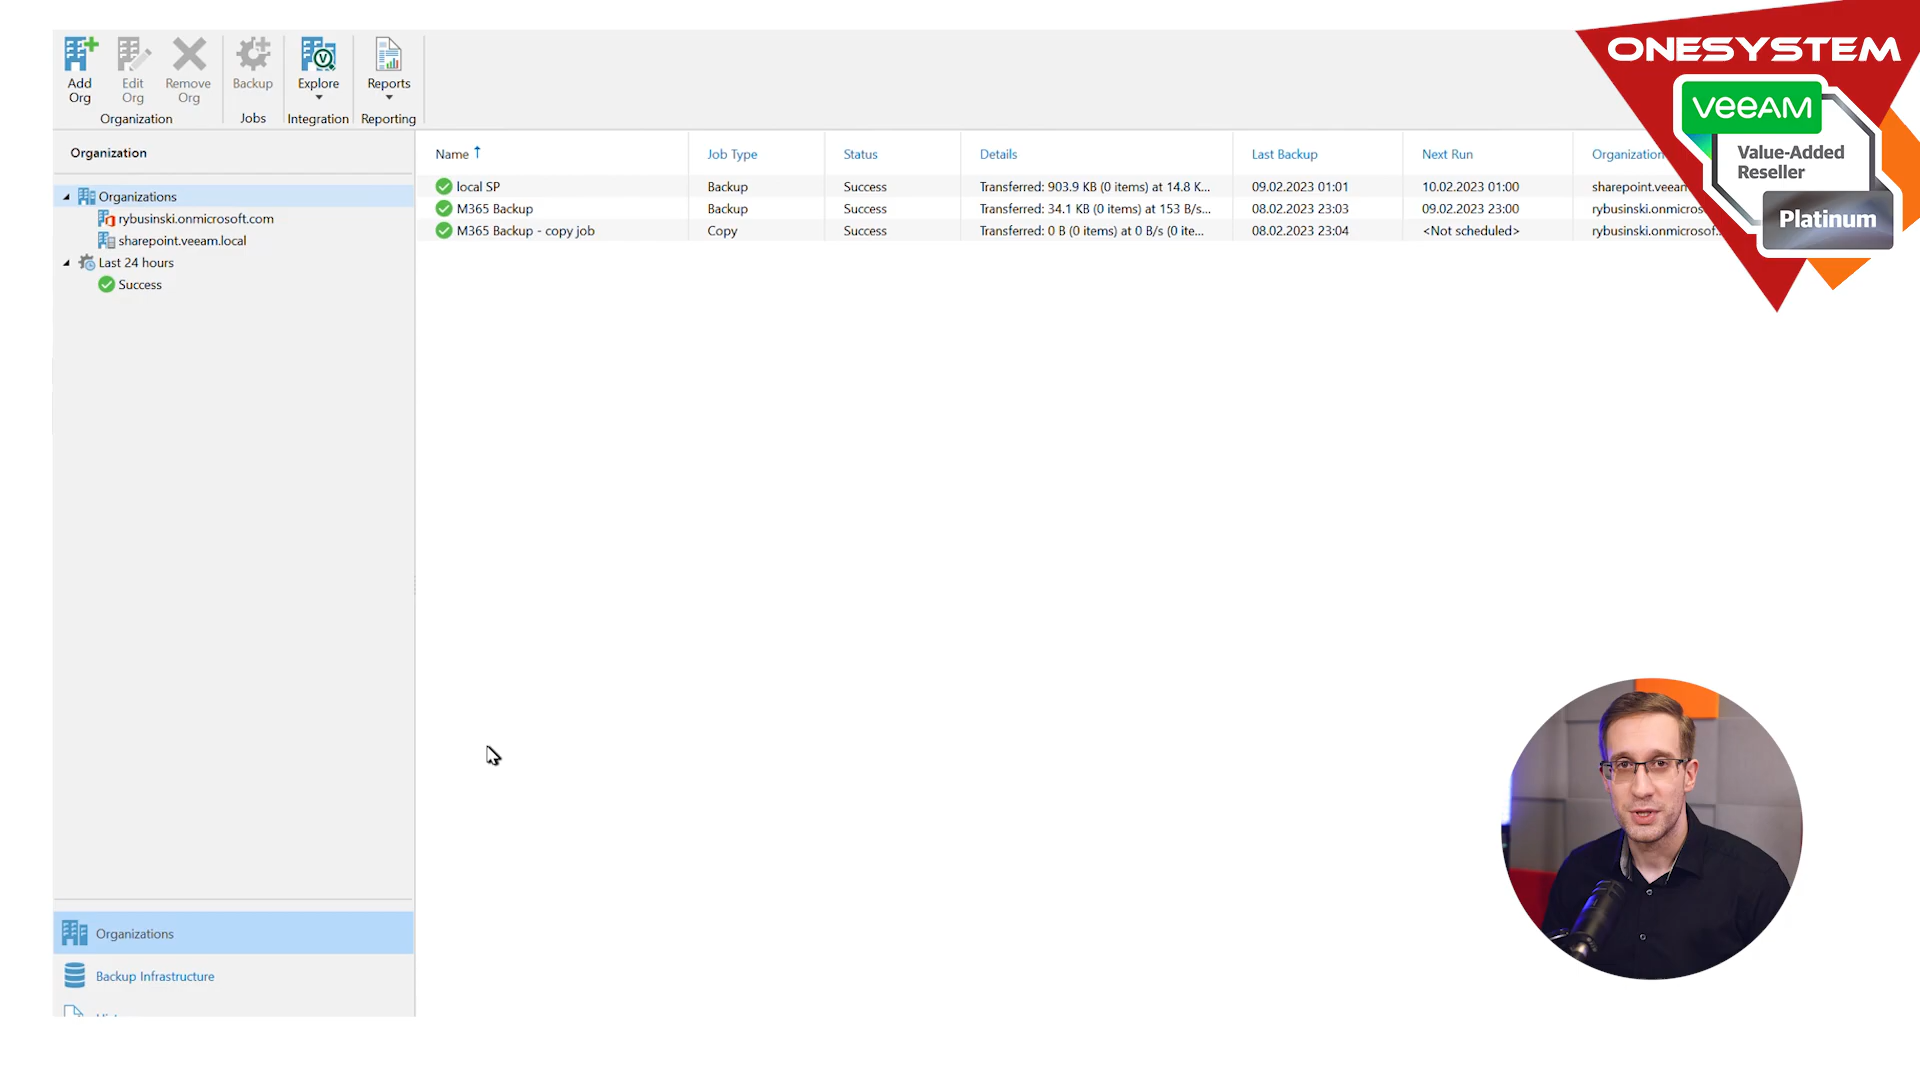 ONESYSTEM
veeAM
Value-Added
Reseller
Platinum
Add
Org
Edit
Org
Remove
Org
Organization
Backup
Jobs
Explore
Integration
Reports
Reporting
Organization
Organizations
rybusinski.onmicrosoft.com
sharepoint.veeam.local
Last 24 hours
Success
Name Job Type Status Details Last Backup Next Run Organization
local SP Backup Success Transferred: 903.9 KB (0 items) at 14.8 K... 09.02.2023 01:01 10.02.2023 01:00 sharepoint.veeam
M365 Backup Backup Success Transferred: 34.1 KB (0 items) at 153 B/s... 08.02.2023 23:03 09.02.2023 23:00 rybusinski.onmicros
M365 Backup - copy job Copy Success Transferred: 0 B (0 items) at 0 B/s (0 ite... 08.02.2023 23:04 <Not scheduled> rybusinski.onmicrosof...
Organizations
Backup Infrastructure